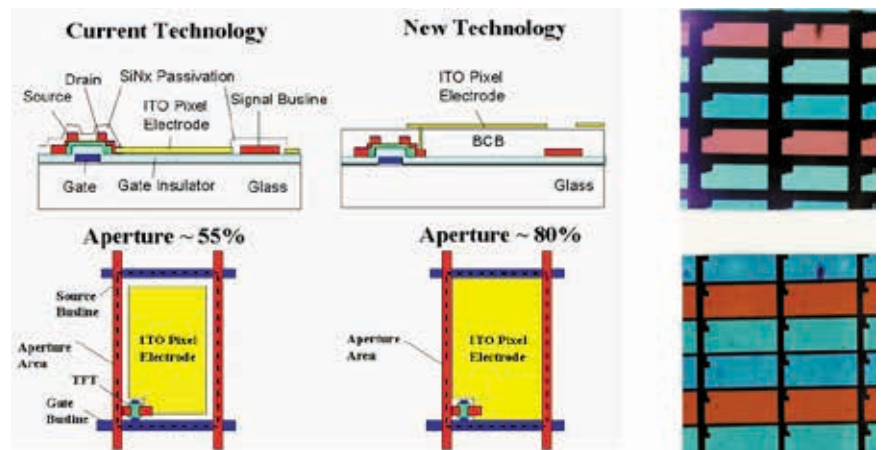 Current Technology
Drain
SiNx Passivation
Source
ITO Pixel
Electrode
Signal Busline
Gate
Gate Insulator
Glass
Aperture ~ 55%
Source
Busline
ITO Pixel
Electrode
Aperture
Area
TFT
Gate
Busline
New Technology
ITO Pixel
Electrode
BCB
Glass
Aperture ~ 80%
ITO Pixel
Electrode
Aperture
Area